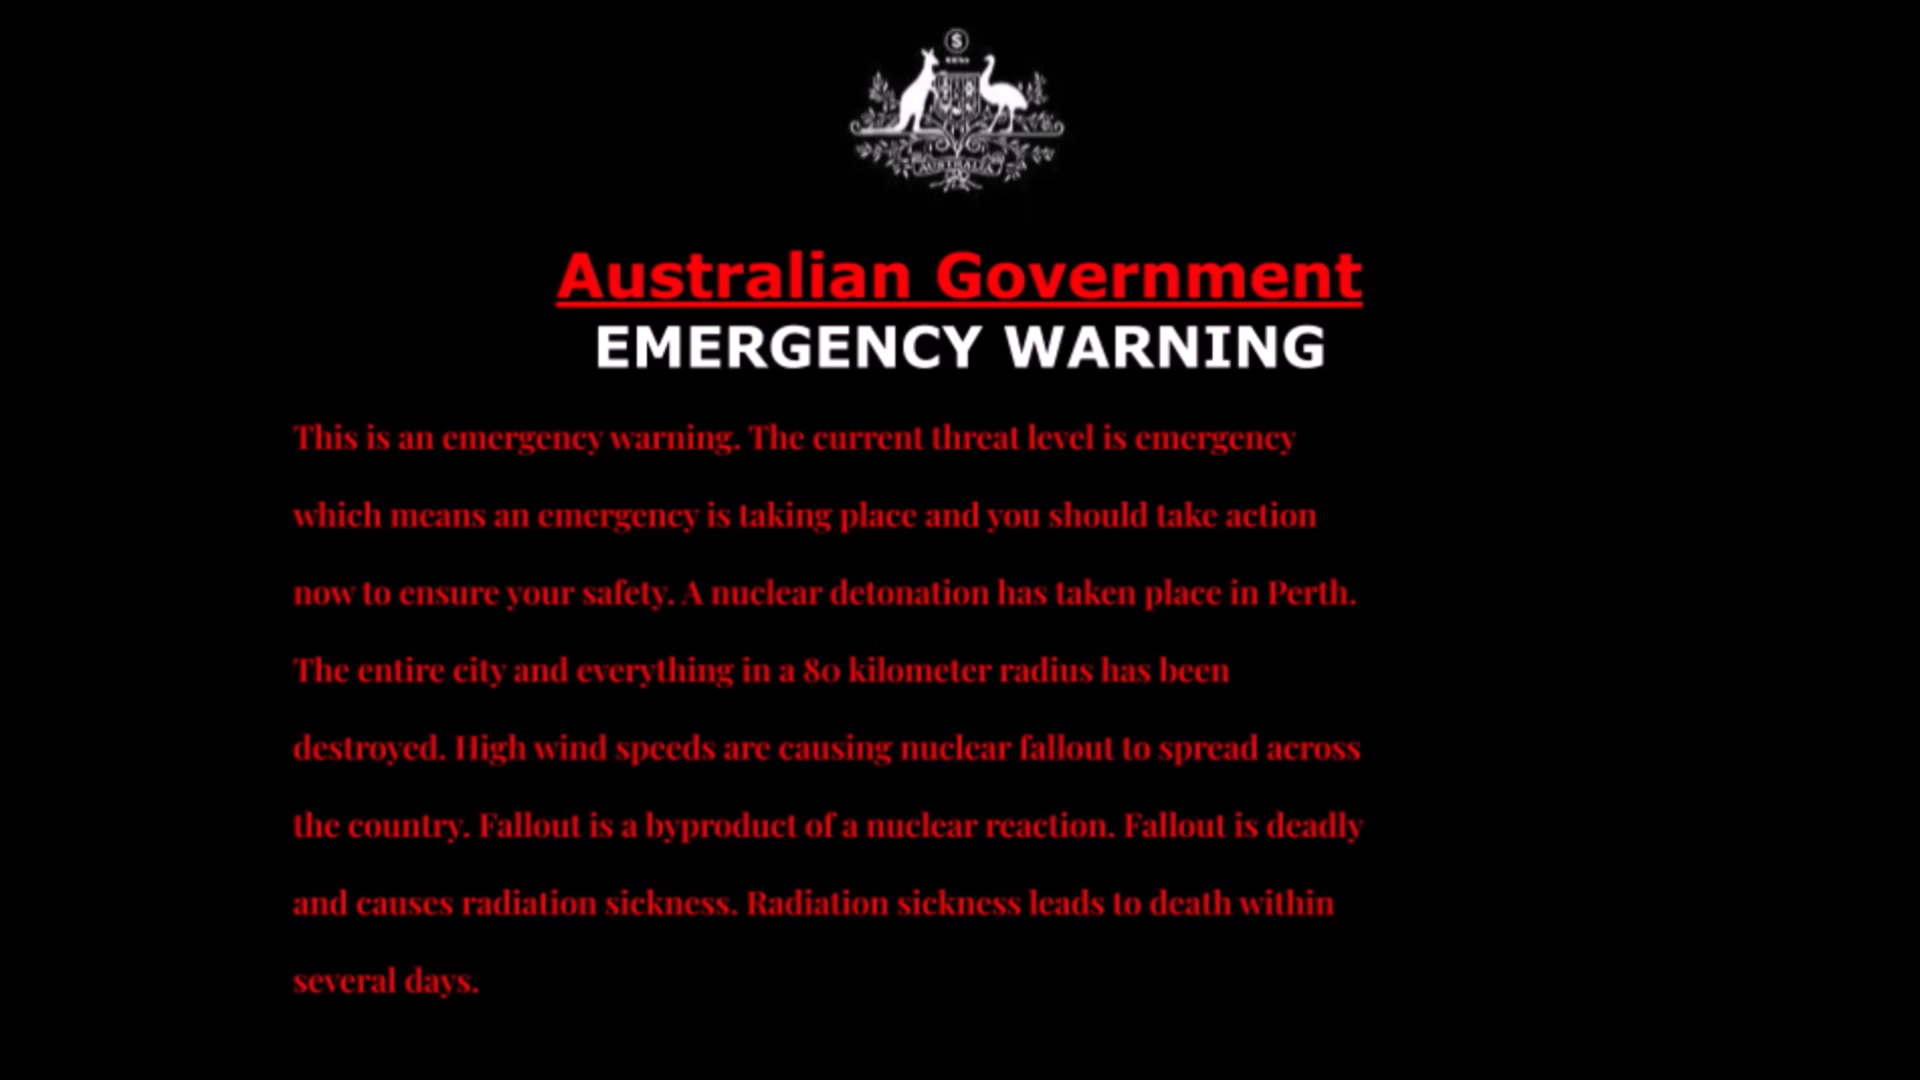 $
AUSTRALIA
Australian Government
EMERGENCY WARNING
This is an emergency warning. The current threat level is emergency
which means an emergency is taking place and you should take action
now to ensure your safety. A nuclear detonation has taken place in Perth.
The entire city and everything in a 80 kilometer radius has been
destroyed. High wind speeds are causing nuclear fallout to spread across
the country. Fallout is a byproduct of a nuclear reaction. Fallout is deadly
and causes radiation sickness. Radiation sickness leads to death within
several days.